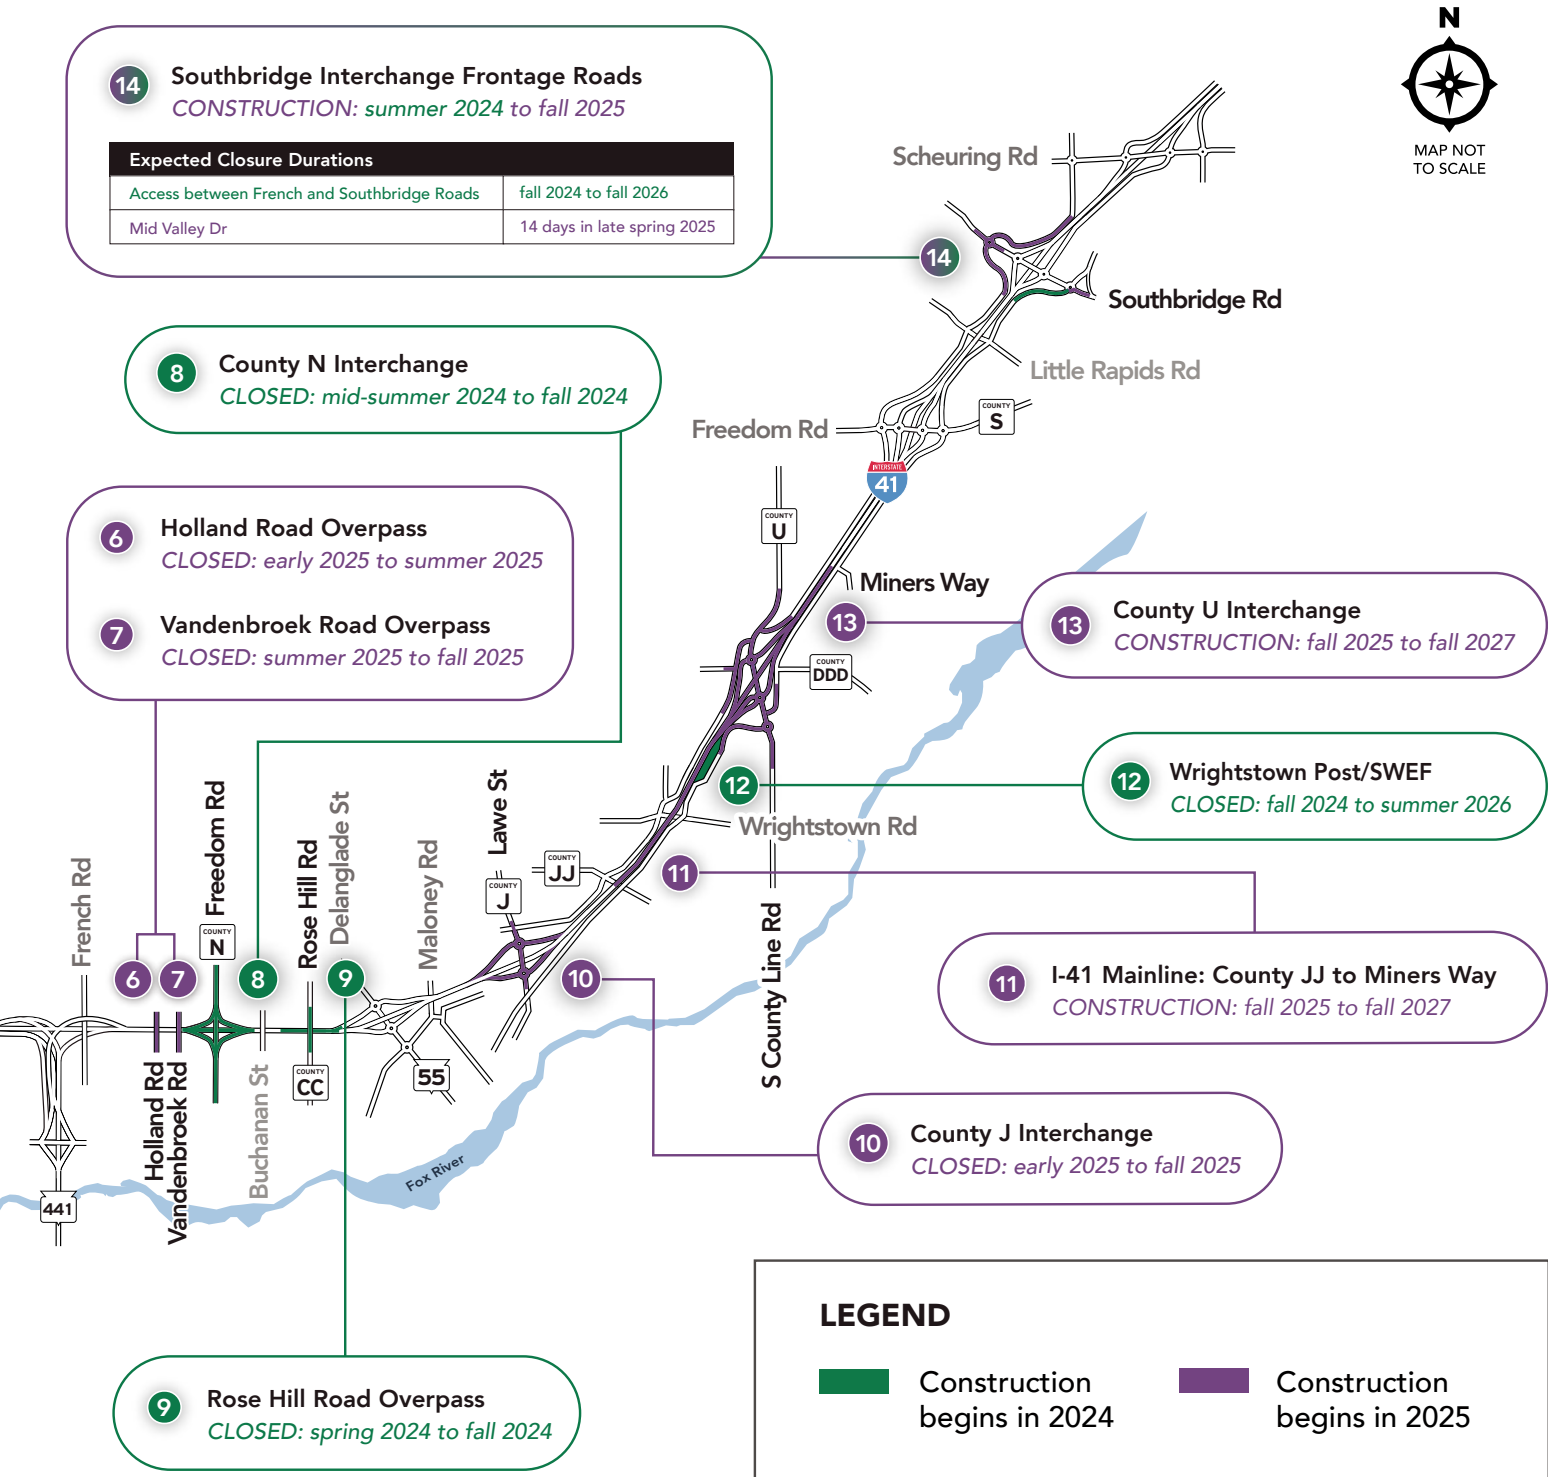 N
MAP NOT
TO SCALE
14
Southbridge Interchange Frontage Roads
CONSTRUCTION: summer 2024 to fall 2025
Expected Closure Durations
Access between French and Southbridge Roads
fall 2024 to fall 2026
Mid Valley Dr
14 days in late spring 2025
Scheuring Rd
14
Southbridge Rd
8
County N Interchange
CLOSED: mid-summer 2024 to fall 2024
Little Rapids Rd
COUNTY
S
Freedom Rd
INTERSTATE
41
6
Holland Road Overpass
CLOSED: early 2025 to summer 2025
7
Vandenbroek Road Overpass
CLOSED: summer 2025 to fall 2025
COUNTY
U
Miners Way
13
13
County U Interchange
CONSTRUCTION: fall 2025 to fall 2027
COUNTY
DDD
12
12
Wrightstown Post/SWEF
CLOSED: fall 2024 to summer 2026
Wrightstown Rd
Lawe St
Freedom Rd
Delanglade St
Rose Hill Rd
Maloney Rd
French Rd
COUNTY
JJ
COUNTY
J
11
COUNTY
N
S County Line Rd
6
7
8
9
10
11
I-41 Mainline: County JJ to Miners Way
CONSTRUCTION: fall 2025 to fall 2027
Holland Rd
Vandenbroek Rd
Buchanan St
COUNTY
CC
55
10
County J Interchange
CLOSED: early 2025 to fall 2025
Fox River
441
LEGEND
Construction
begins in 2024
Construction
begins in 2025
9
Rose Hill Road Overpass
CLOSED: spring 2024 to fall 2024